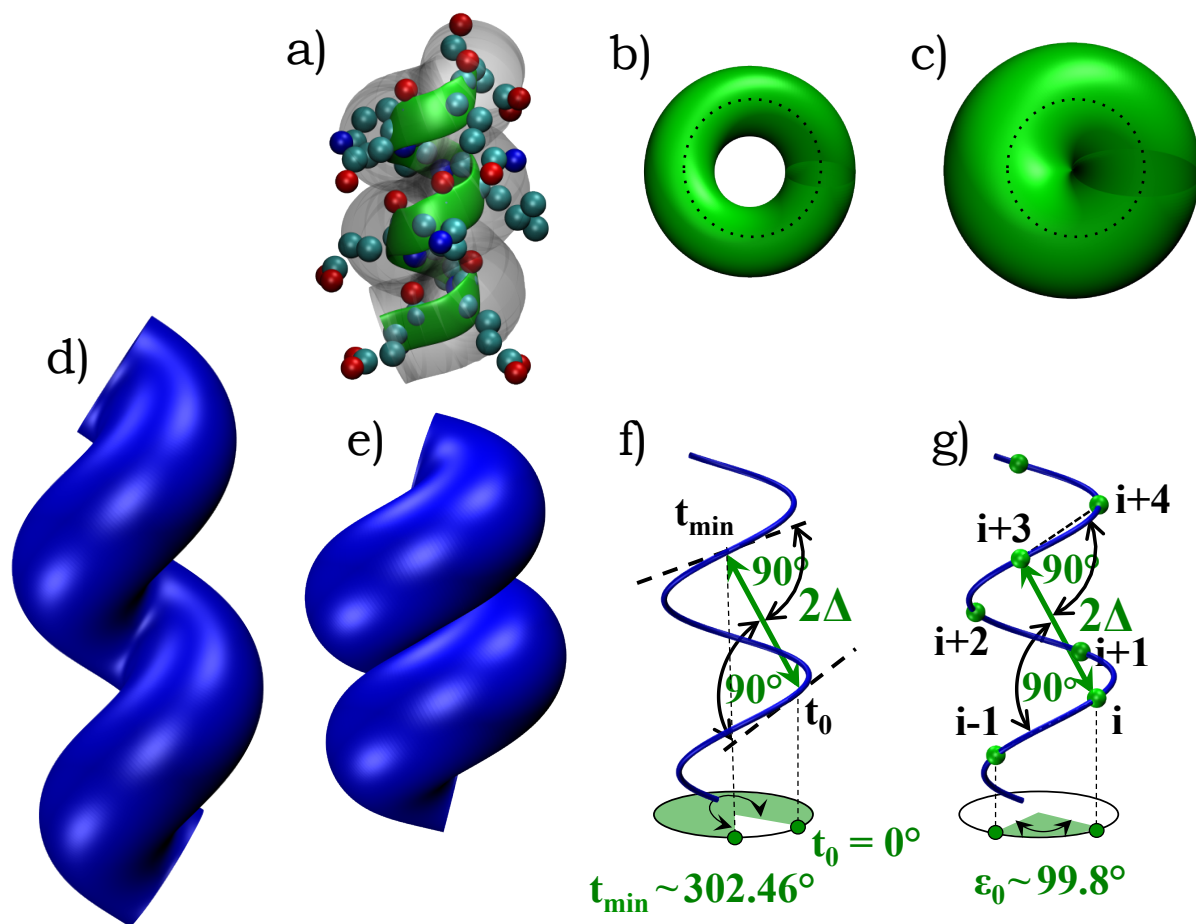 a)
b)
c)
d)
e)
f)
t_min
90°
2Δ
90°
t_0
t_0 = 0°
t_min ~ 302.46°
g)
i+4
i+3
90°
i+2
2Δ
i+1
90°
i-1
i
ε_0 ~ 99.8°